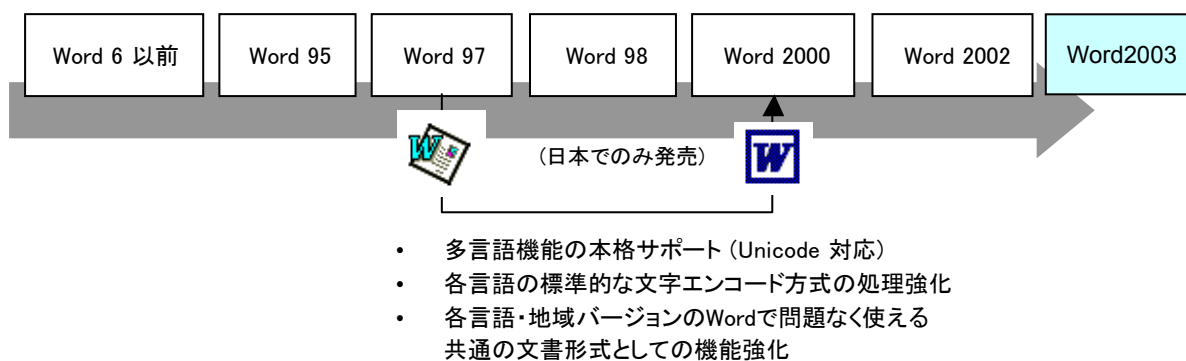 Word 6 以前
Word 95
Word 97
Word 98
Word 2000
Word 2002
Word2003
W
(日本でのみ発売)
W
• 多言語機能の本格サポート (Unicode 対応)
• 各言語の標準的な文字エンコード方式の処理強化
• 各言語・地域バージョンのWordで問題なく使える
共通の文書形式としての機能強化